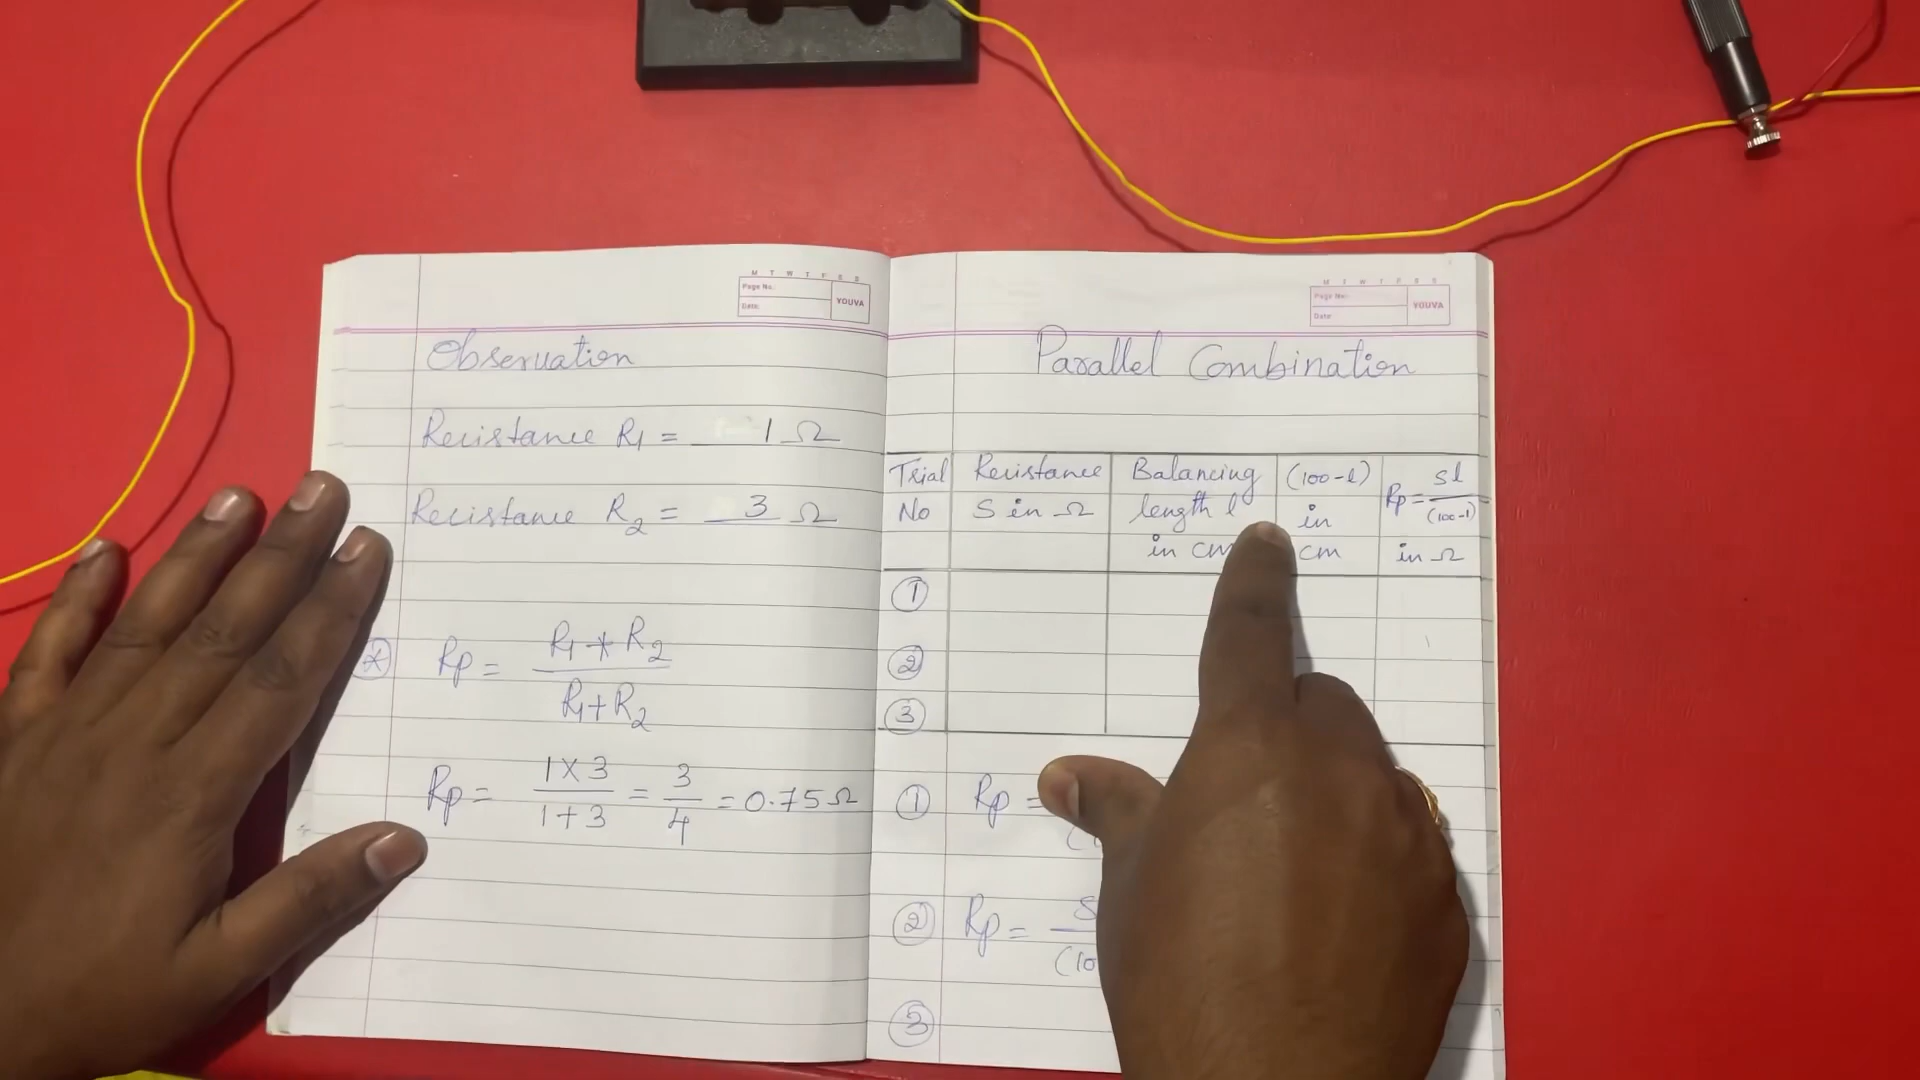 M T W T F S S
Page No.:
Date:
YOUVA
Observation
Resistance R1 = 1 Ω
Resistance R2 = 3 Ω
* Rp = R1 * R2
R1 + R2
Rp = 1 X 3 = 3 = 0.75 Ω
1 + 3 4
M T W T F S S
Page No.:
Date:
YOUVA
Parallel Combination
Trial No
Resistance S in Ω
Balancing length l in cm
(100-l) in cm
Rp = Sl
(100-l)
in Ω
1
2
3
1 Rp =
2 Rp = S
(10
3